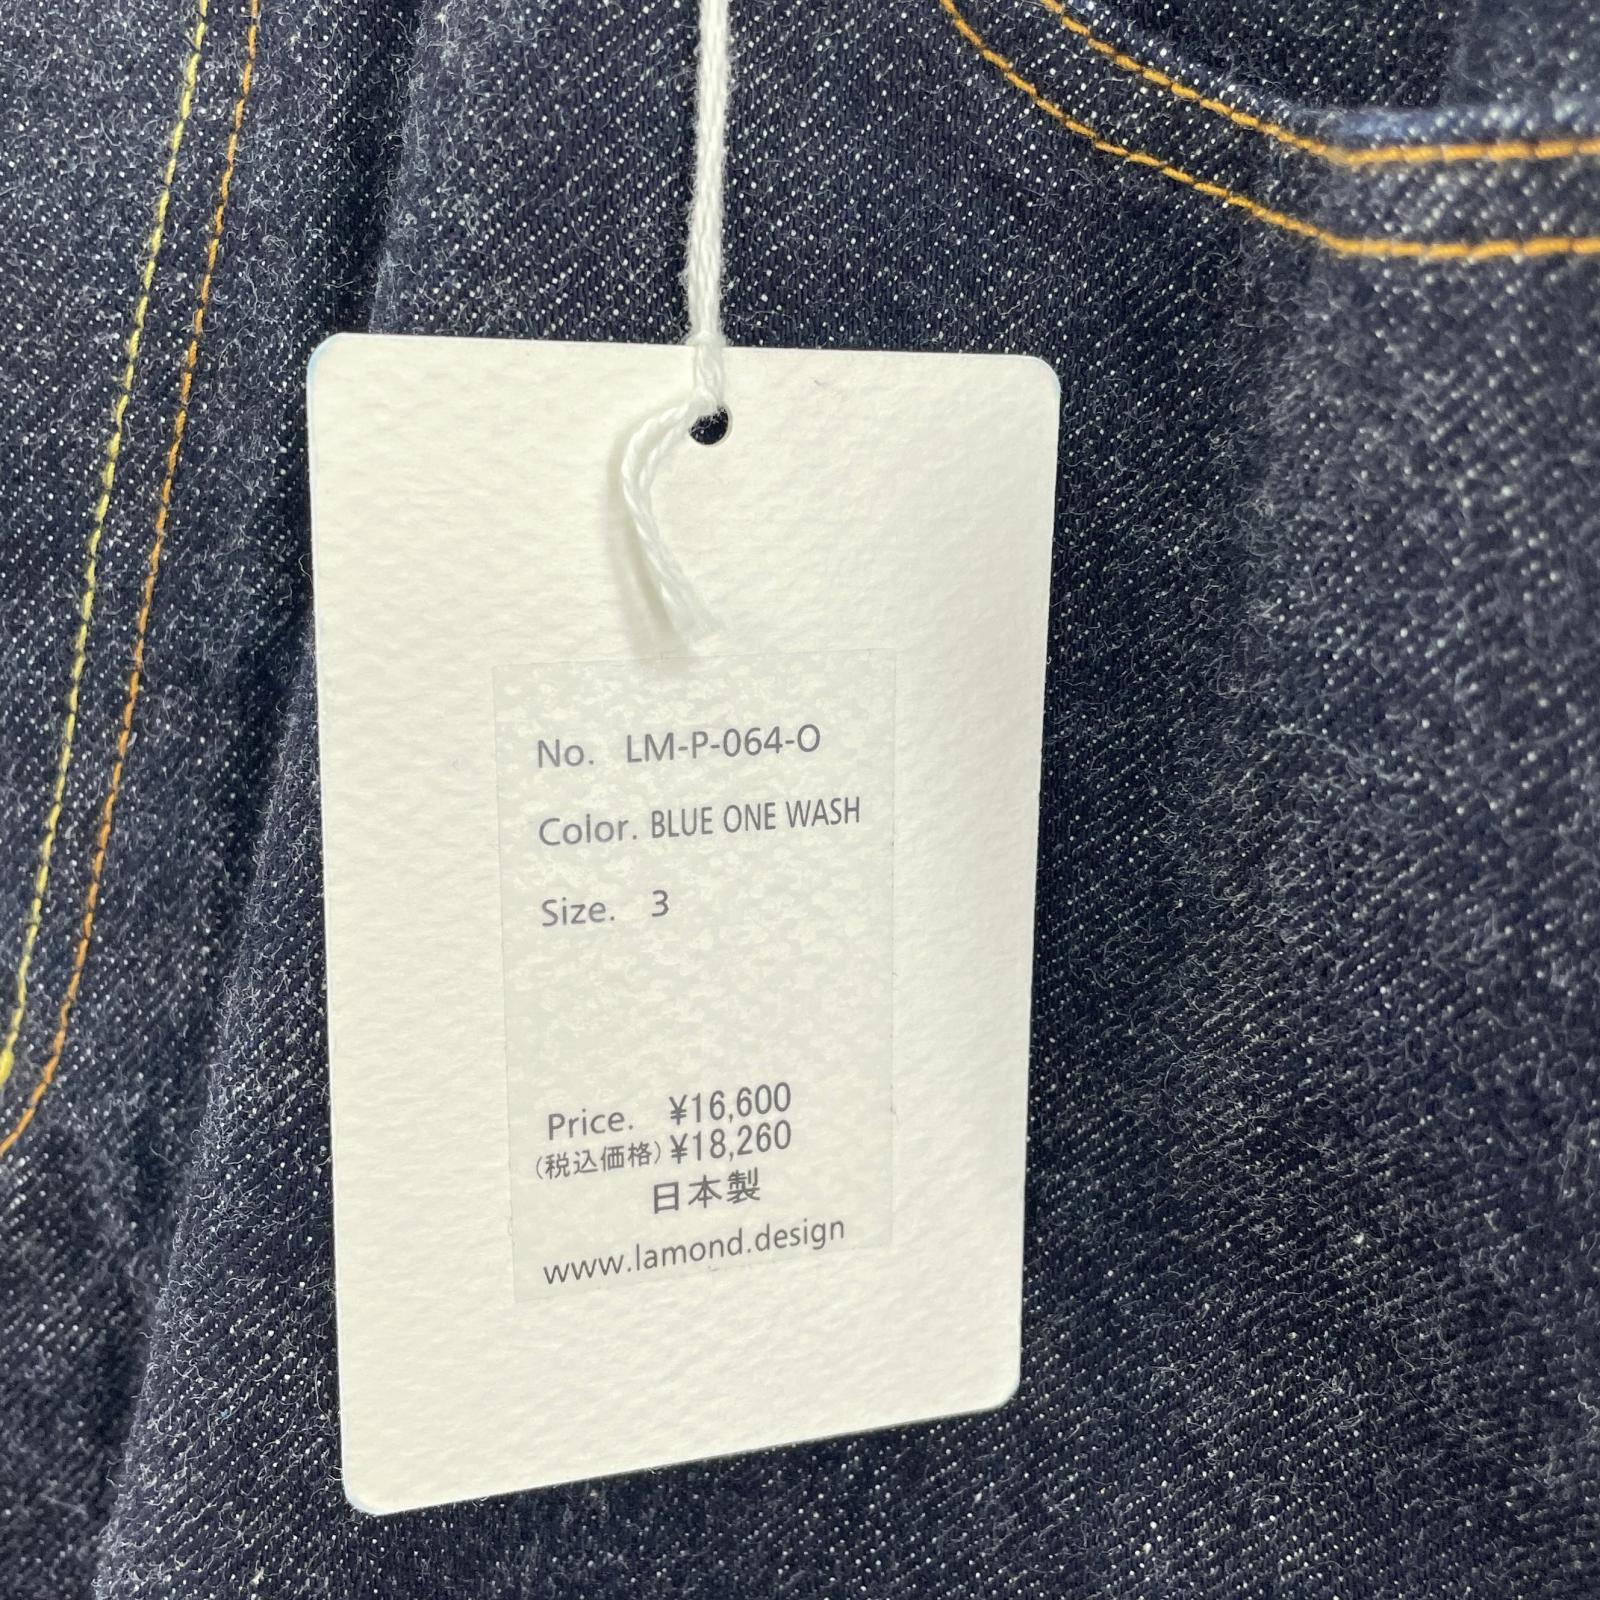 No. LM-P-064-O
Color. BLUE ONE WASH
Size. 3
Price. ¥16,600
(税込価格) ¥18,260
日本製
www.lamond.design